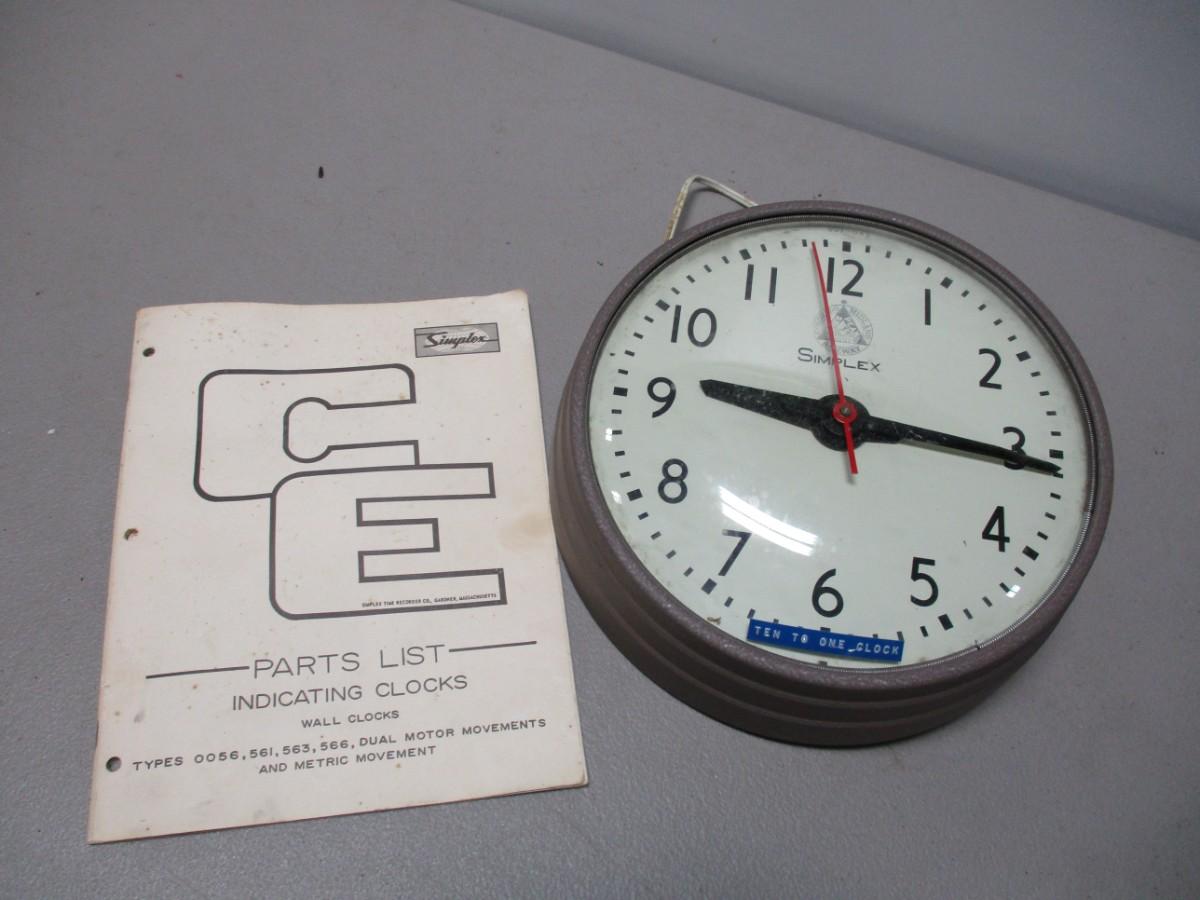 Simplex
CE
SIMPLEX TIME RECORDER CO., GARDNER, MASSACHUSETTS
PARTS LIST
INDICATING CLOCKS
WALL CLOCKS
TYPES 0056, 561, 563, 566, DUAL MOTOR MOVEMENTS
AND METRIC MOVEMENT
12
1
2
3
4
5
6
7
8
9
10
11
SIMPLEX
TEN TO ONE CLOCK